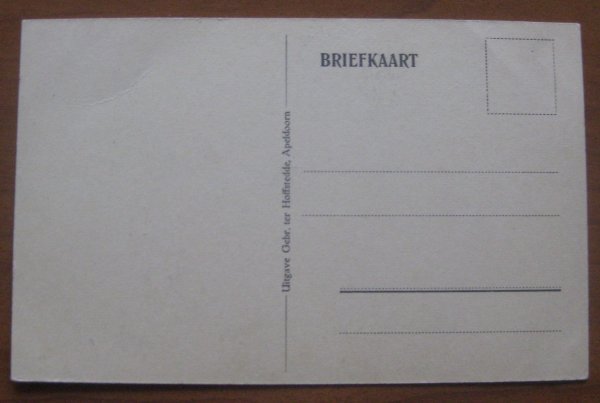 BRIEFKAART
Uitgave Gebr. ter Hoffstedde, Apeldoorn